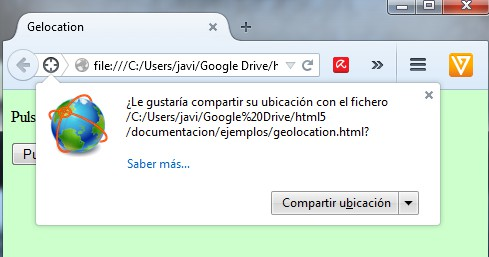 Gelocation
file:///C:/Users/javi/Google Drive/h
Puls
¿Le gustaría compartir su ubicación con el fichero
/C:/Users/javi/Google%20Drive/html5
/documentacion/ejemplos/geolocation.html?
Pu
Saber más...
Compartir ubicación